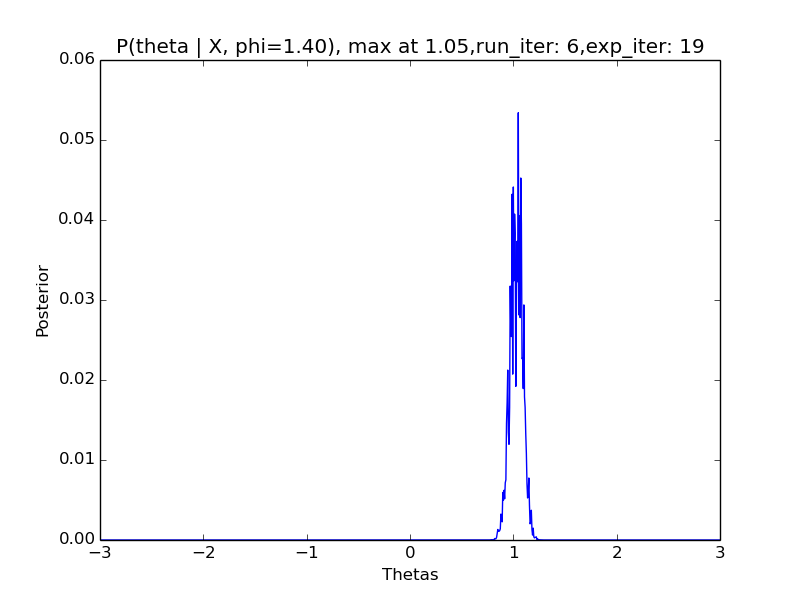 P(theta | X, phi=1.40), max at 1.05,run_iter: 6,exp_iter: 19
0.06
0.05
0.04
0.03
0.02
0.01
0.00
Posterior
−3 −2 −1 0 1 2 3
Thetas